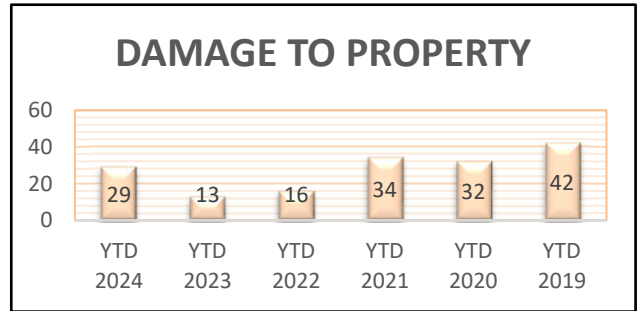 DAMAGE TO PROPERTY
60
40
20
0
29 13 16 34 32 42
YTD YTD YTD YTD YTD YTD
2024 2023 2022 2021 2020 2019